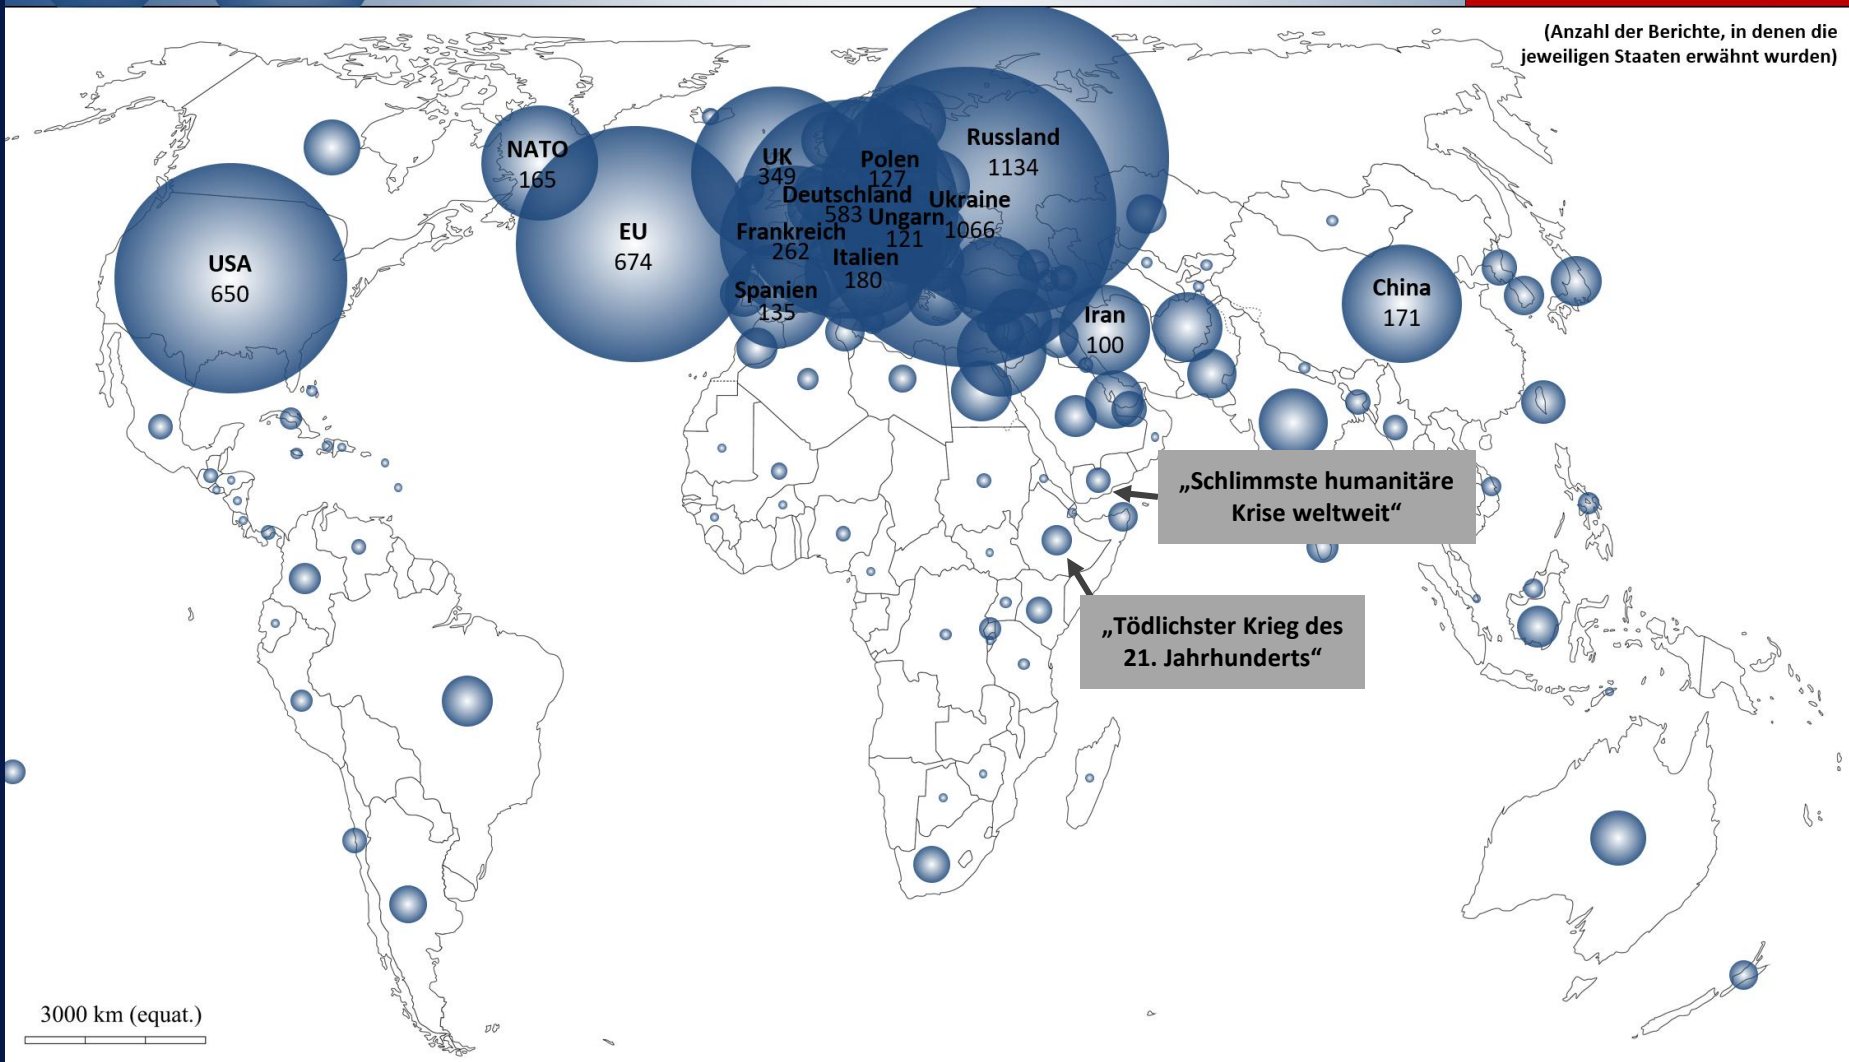 (Anzahl der Berichte, in denen die
jeweiligen Staaten erwähnt wurden)
NATO
165
USA
650
EU
674
UK
349
Polen
127
Russland
1134
Deutschland
583
Ukraine
1066
Ungarn
121
Frankreich
262
Italien
180
Spanien
135
Iran
100
China
171
„Schlimmste humanitäre
Krise weltweit“
„Tödlichster Krieg des
21. Jahrhunderts“
3000 km (equat.)